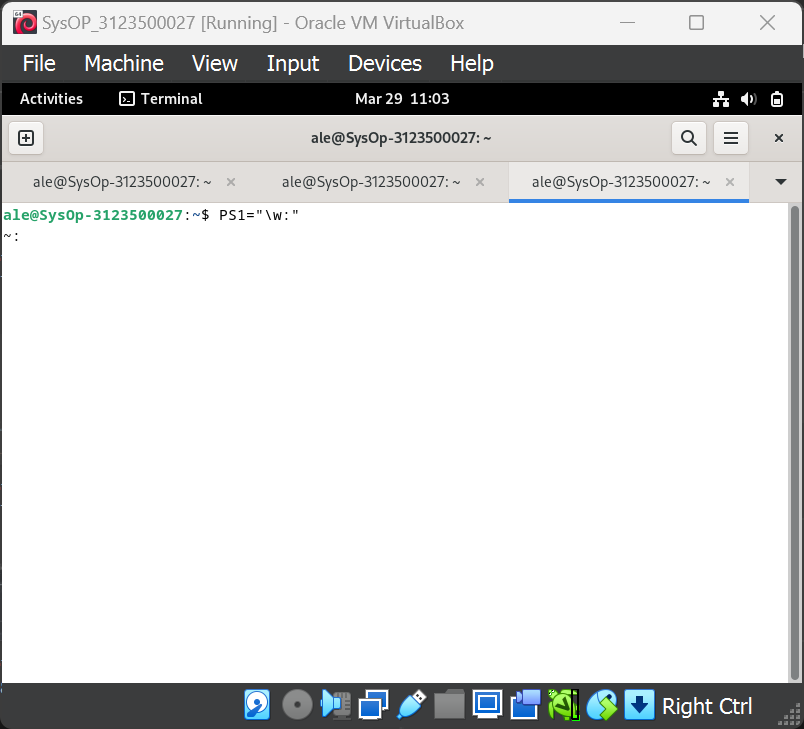 SysOP_3123500027 [Running] - Oracle VM VirtualBox
File Machine View Input Devices Help
Activities Terminal Mar 29 11:03
ale@SysOp-3123500027: ~
ale@SysOp-3123500027: ~ × ale@SysOp-3123500027: ~ × ale@SysOp-3123500027: ~ ×
ale@SysOp-3123500027:~$ PS1="\w:"
~:
Right Ctrl